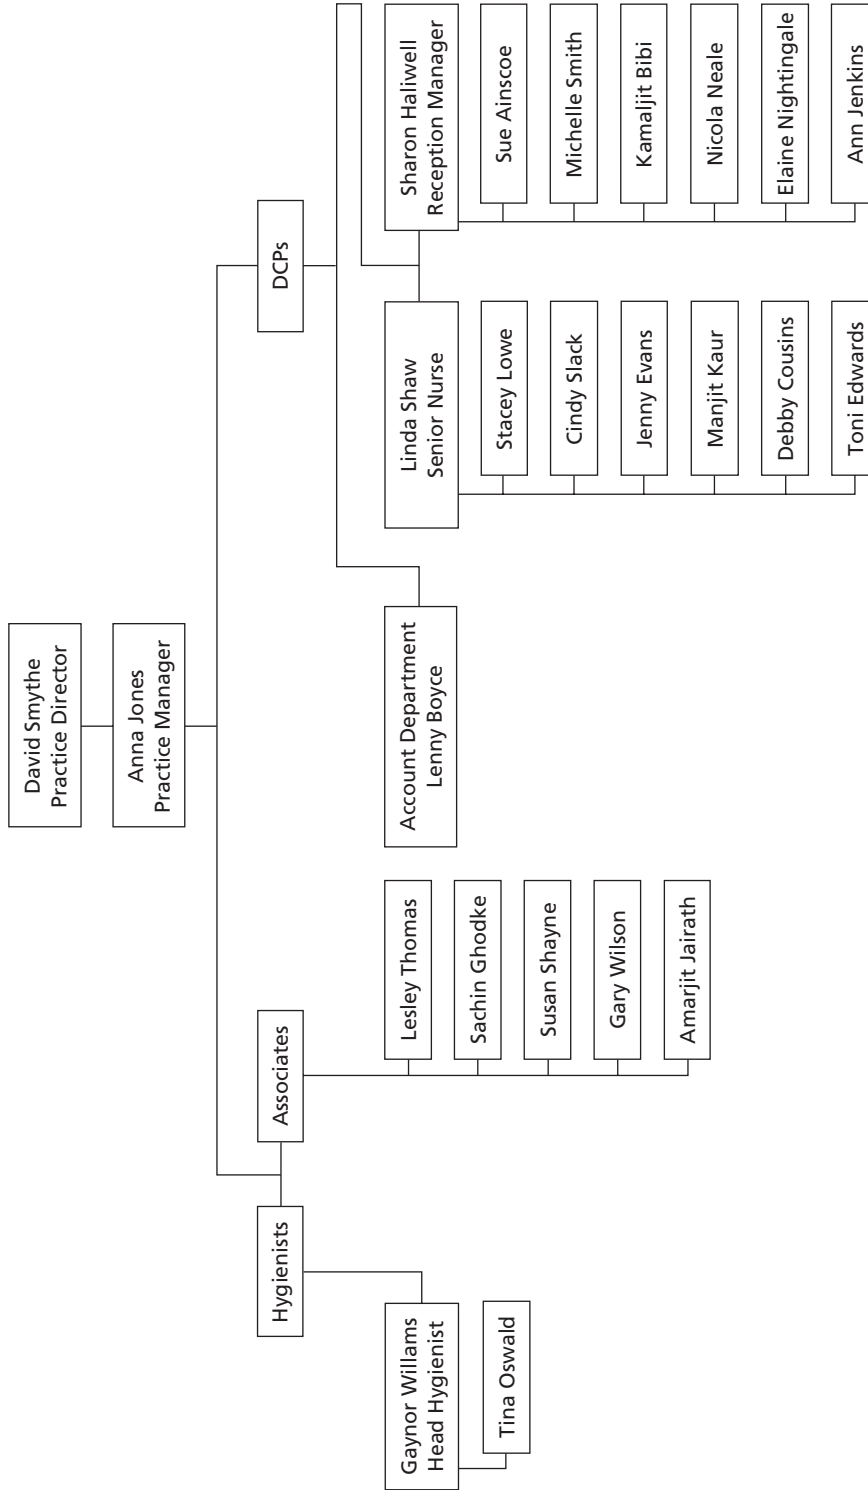 David Smythe
Practice Director
Anna Jones
Practice Manager
Hygienists
Associates
DCPs
Gaynor Willams
Head Hygienist
Tina Oswald
Lesley Thomas
Sachin Ghodke
Susan Shayne
Gary Wilson
Amarjit Jairath
Account Department
Lenny Boyce
Linda Shaw
Senior Nurse
Stacey Lowe
Cindy Slack
Jenny Evans
Manjit Kaur
Debby Cousins
Toni Edwards
Sharon Haliwell
Reception Manager
Sue Ainscoe
Michelle Smith
Kamaljit Bibi
Nicola Neale
Elaine Nightingale
Ann Jenkins